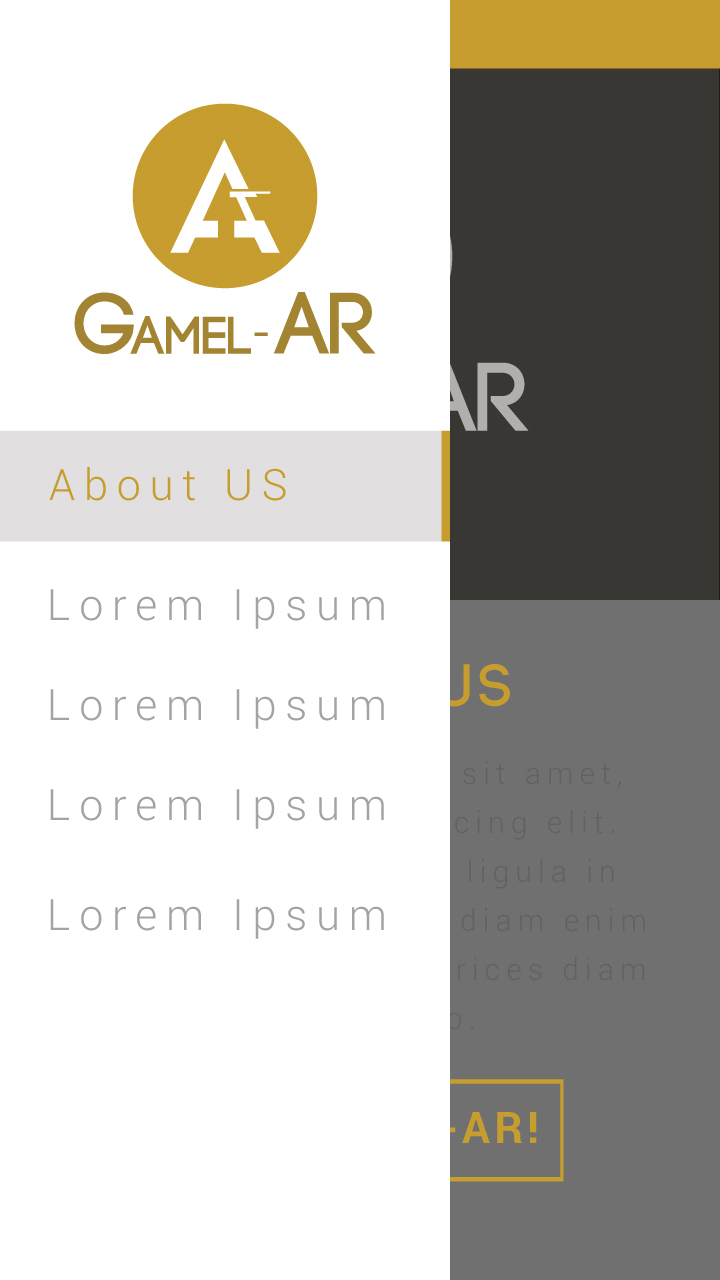 GAMEL-AR
About US
Lorem Ipsum
Lorem Ipsum
Lorem Ipsum
Lorem Ipsum
AR
US
sit amet,
cing elit.
ligula in
diam enim
rices diam
o.
-AR!